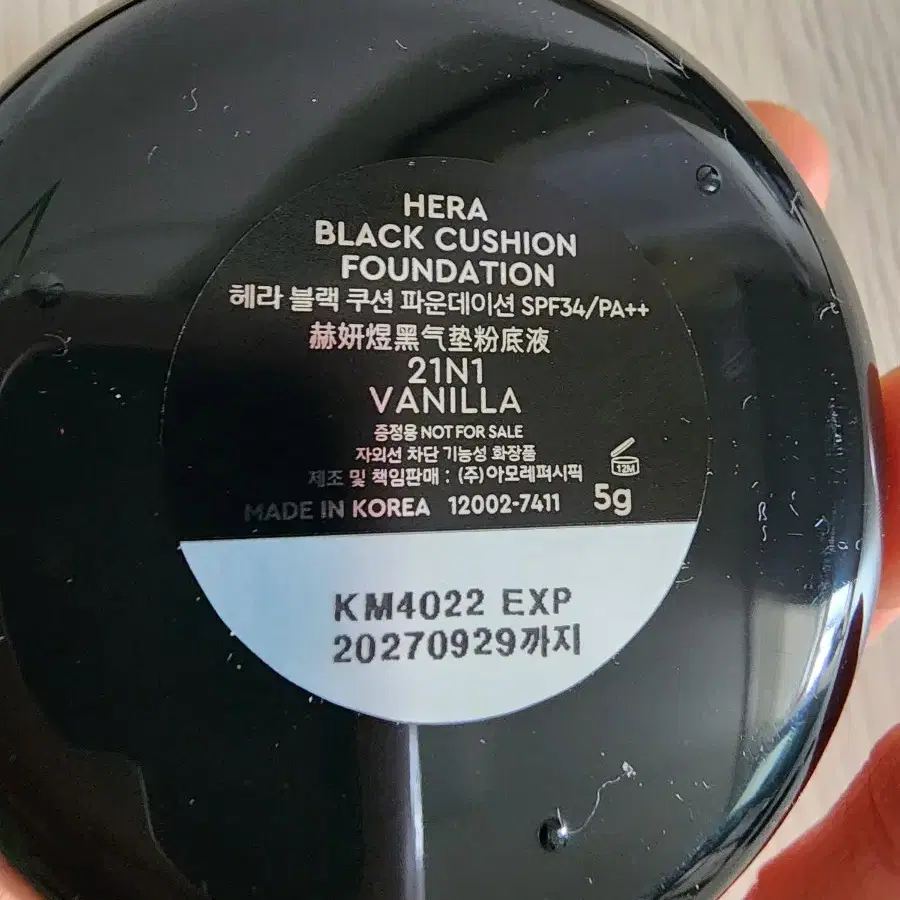 HERA
BLACK CUSHION
FOUNDATION
헤라 블랙 쿠션 파운데이션 SPF34/PA++
赫妍煜黑气垫粉底液
21N1
VANILLA
증정용 NOT FOR SALE
자외선 차단 기능성 화장품
제조 및 책임판매 : (주)아모레퍼시픽
12M
MADE IN KOREA 12002-7411 5g
KM4022 EXP
20270929까지